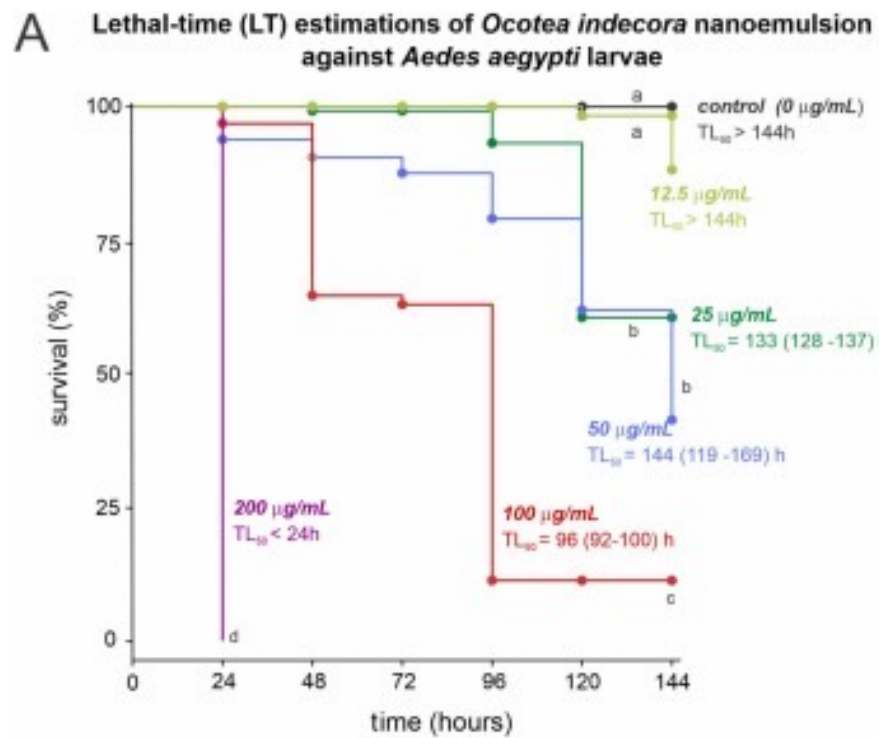 A
Lethal-time (LT) estimations of Ocotea indecora nanoemulsion
against Aedes aegypti larvae
100
75
50
25
0
survival (%)
0 24 48 72 96 120 144
time (hours)
a
control (0 μg/mL)
TL₅₀ > 144h
a
12.5 μg/mL
TL₅₀ > 144h
25 μg/mL
TL₅₀ = 133 (128 -137)
b
b
50 μg/mL
TL₅₀ = 144 (119 -169) h
200 μg/mL
TL₅₀ < 24h
100 μg/mL
TL₅₀ = 96 (92-100) h
c
d